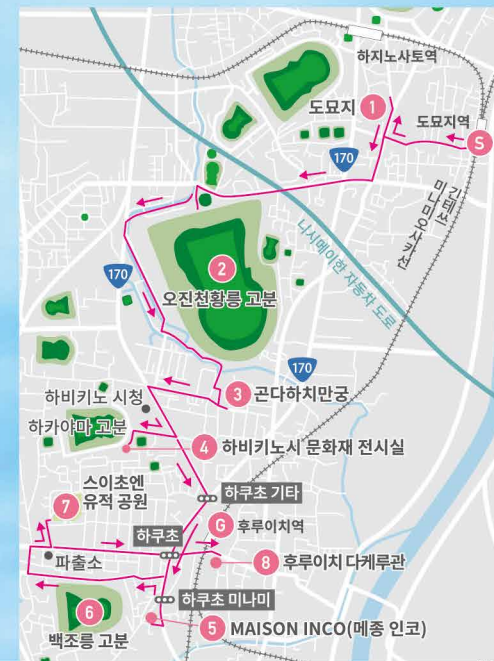 하지노사토역
도묘지 1
도묘지역
S
170
긴테쓰
미나미오사카선
니시메이한 자동차 도로
2
오진천황릉 고분
170
170
3 곤다하치만궁
하비키노 시청
하카야마 고분
4 하비키노시 문화재 전시실
스이초엔
7 유적 공원
하쿠초 기타
G 후루이치역
하쿠초
파출소
8 후루이치 다케루관
하쿠초 미나미
6
백조릉 고분
5 MAISON INCO(메종 인코)